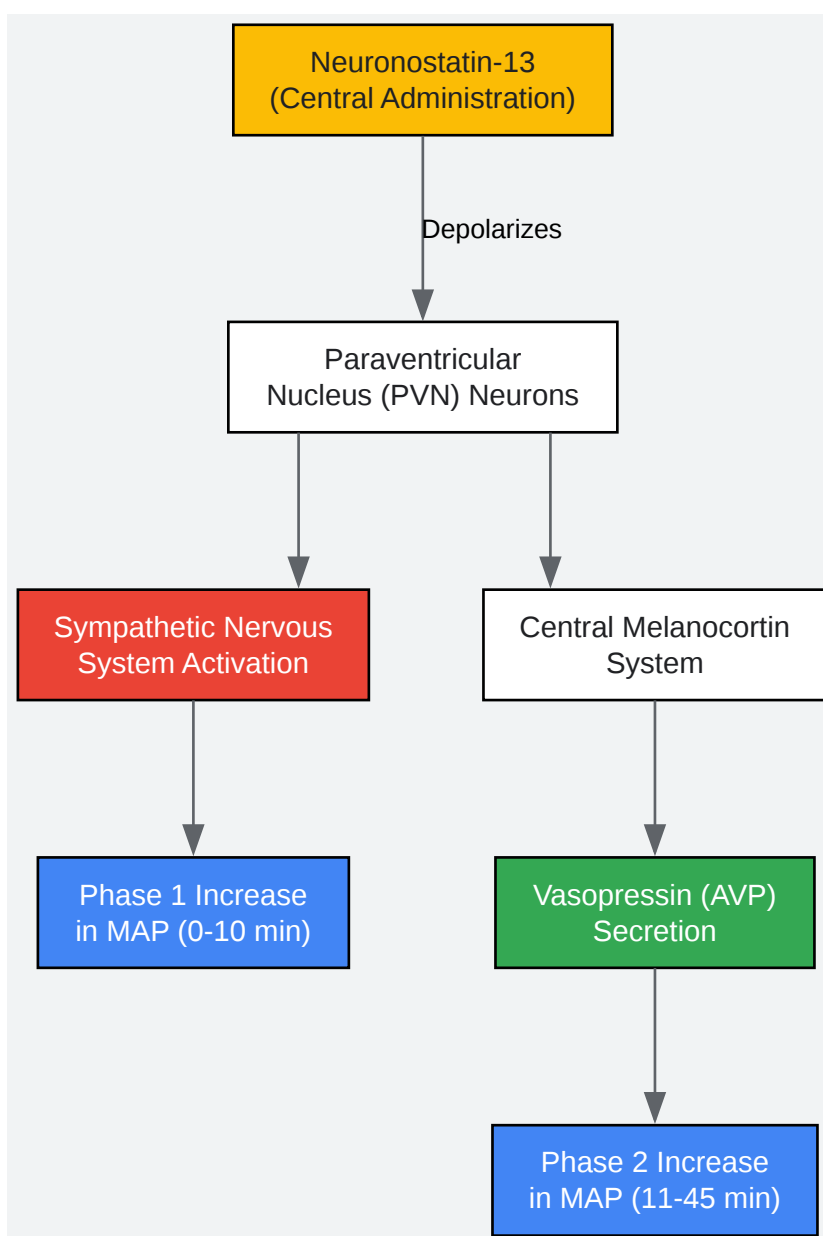 Neuronostatin-13
(Central Administration)
Depolarizes
Paraventricular
Nucleus (PVN) Neurons
Sympathetic Nervous
System Activation
Central Melanocortin
System
Phase 1 Increase
in MAP (0-10 min)
Vasopressin (AVP)
Secretion
Phase 2 Increase
in MAP (11-45 min)